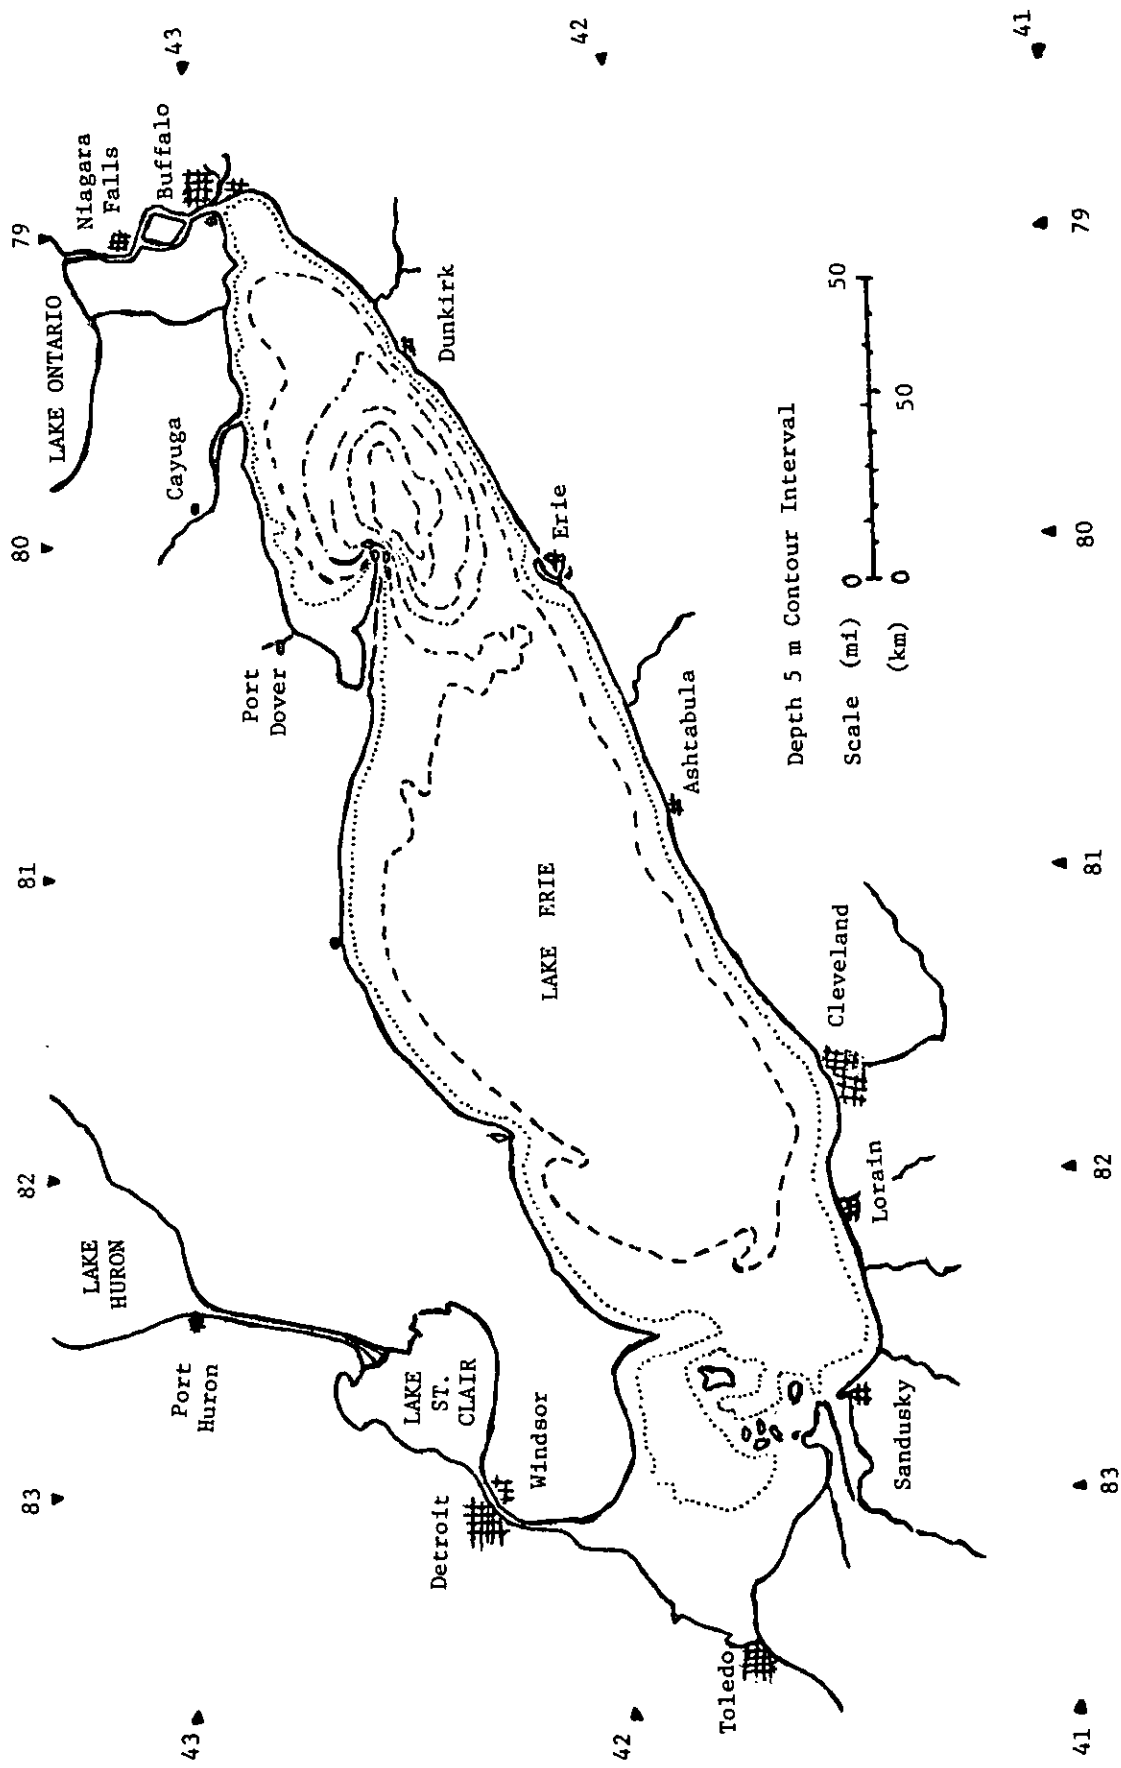 83
82
81
80
79
43
LAKE
HURON
Port
Huron
LAKE ONTARIO
Niagara
Falls
Buffalo
43
Cayuga
Port
Dover
LAKE
ST.
CLAIR
Detroit
Windsor
Dunkirk
42
42
LAKE ERIE
Erie
Toledo
Ashtabula
Cleveland
Lorain
Sandusky
Depth 5 m Contour Interval
Scale (mi) 0 50
(km) 0 50
41
41
83
82
81
80
79